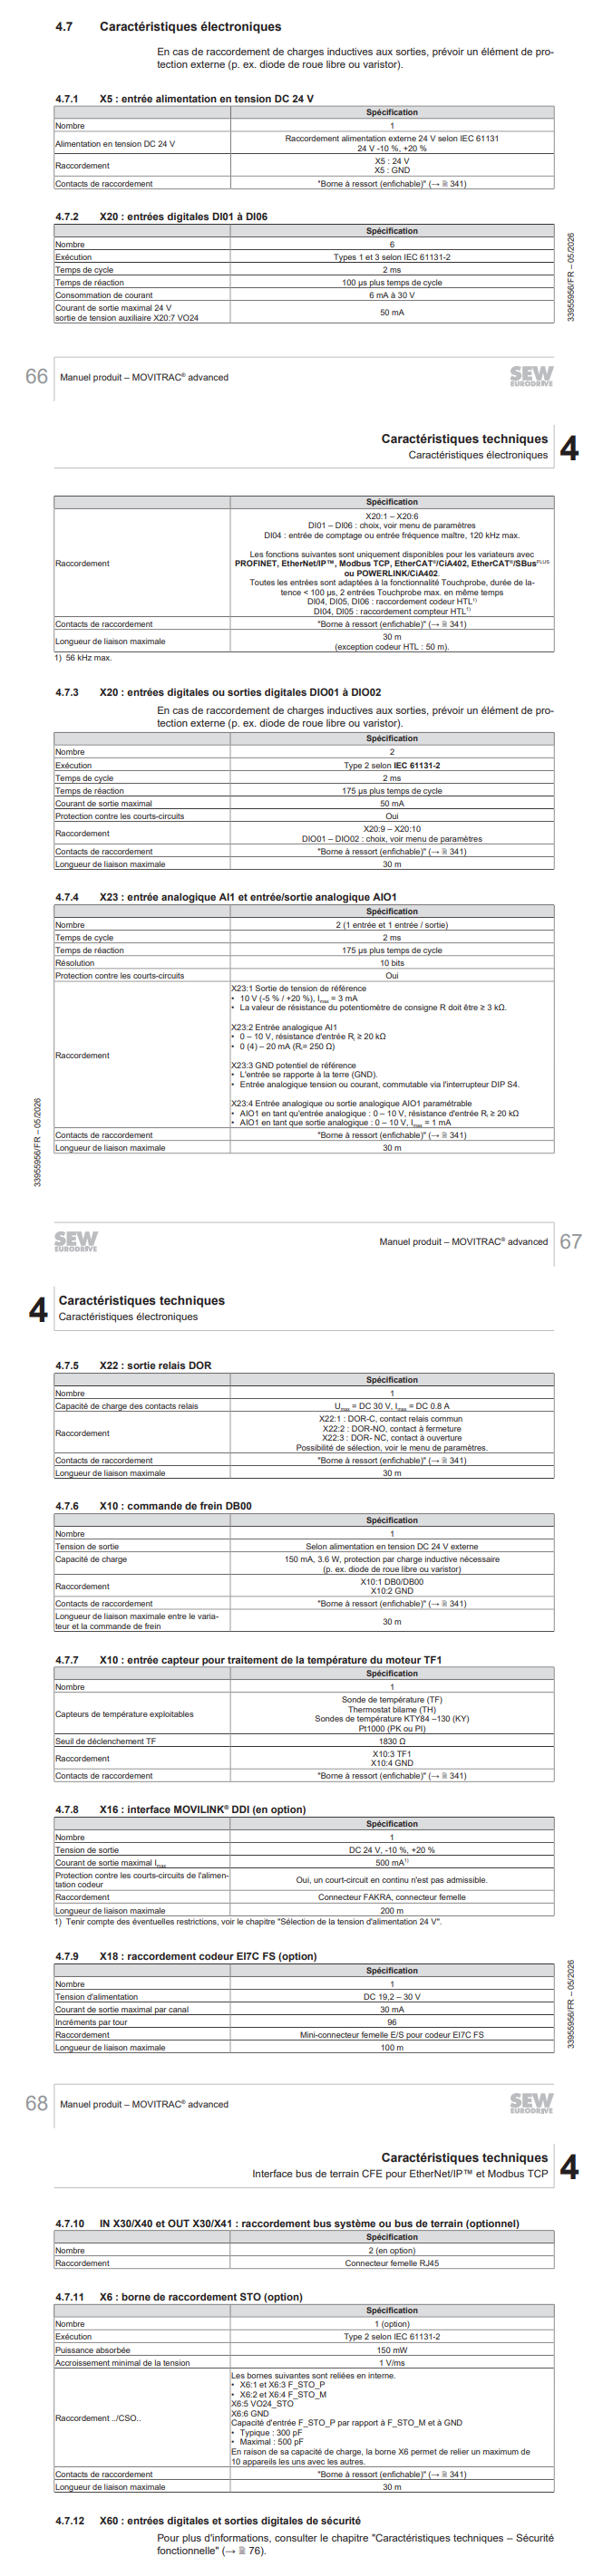 4.7 Caractéristiques électroniques
En cas de raccordement de charges inductives aux sorties, prévoir un élément de pro-
tection externe (p. ex. diode de roue libre ou varistor).
4.7.1 X5 : entrée alimentation en tension DC 24 V
Spécification
Nombre 1
Alimentation en tension DC 24 V Raccordement alimentation externe 24 V selon IEC 61131
24 V -10 %, +20 %
Raccordement X5 : 24 V
X5 : GND
Contacts de raccordement "Borne à ressort (enfichable)" (→ 🖹 341)
4.7.2 X20 : entrées digitales DI01 à DI06
Spécification
Nombre 6
Exécution Types 1 et 3 selon IEC 61131-2
Temps de cycle 2 ms
Temps de réaction 100 µs plus temps de cycle
Consommation de courant 6 mA à 30 V
Courant de sortie maximal 24 V
sortie de tension auxiliaire X20:7 VO24 50 mA
33955956/FR – 05/2026
66 Manuel produit – MOVITRAC® advanced
SEW
EURODRIVE
Caractéristiques techniques 4
Caractéristiques électroniques
Spécification
Raccordement X20:1 – X20:6
DI01 – DI06 : choix, voir menu de paramètres
DI04 : entrée de comptage ou entrée fréquence maître, 120 kHz max.
Les fonctions suivantes sont uniquement disponibles pour les variateurs avec
PROFINET, EtherNet/IP™, Modbus TCP, EtherCAT®/CiA402, EtherCAT®/SBusPLUS
ou POWERLINK/CiA402.
Toutes les entrées sont adaptées à la fonctionnalité Touchprobe, durée de la-
tence < 100 µs, 2 entrées Touchprobe max. en même temps
DI04, DI05, DI06 : raccordement codeur HTL1)
DI04, DI05 : raccordement compteur HTL1)
Contacts de raccordement "Borne à ressort (enfichable)" (→ 🖹 341)
Longueur de liaison maximale 30 m
(exception codeur HTL : 50 m).
1) 56 kHz max.
4.7.3 X20 : entrées digitales ou sorties digitales DIO01 à DIO02
En cas de raccordement de charges inductives aux sorties, prévoir un élément de pro-
tection externe (p. ex. diode de roue libre ou varistor).
Spécification
Nombre 2
Exécution Type 2 selon IEC 61131-2
Temps de cycle 2 ms
Temps de réaction 175 µs plus temps de cycle
Courant de sortie maximal 50 mA
Protection contre les courts-circuits Oui
Raccordement X20:9 – X20:10
DIO01 – DIO02 : choix, voir menu de paramètres
Contacts de raccordement "Borne à ressort (enfichable)" (→ 🖹 341)
Longueur de liaison maximale 30 m
4.7.4 X23 : entrée analogique AI1 et entrée/sortie analogique AIO1
Spécification
Nombre 2 (1 entrée et 1 entrée / sortie)
Temps de cycle 2 ms
Temps de réaction 175 µs plus temps de cycle
Résolution 10 bits
Protection contre les courts-circuits Oui
Raccordement X23:1 Sortie de tension de référence
• 10 V (-5 % / +20 %), Imax = 3 mA
• La valeur de résistance du potentiomètre de consigne R doit être ≥ 3 kΩ.
X23:2 Entrée analogique AI1
• 0 – 10 V, résistance d'entrée Ri ≥ 20 kΩ
• 0 (4) – 20 mA (Ri= 250 Ω)
X23:3 GND potentiel de référence
• L'entrée se rapporte à la terre (GND).
• Entrée analogique tension ou courant, commutable via l'interrupteur DIP S4.
X23:4 Entrée analogique ou sortie analogique AIO1 paramétrable
• AIO1 en tant qu'entrée analogique : 0 – 10 V, résistance d'entrée Ri ≥ 20 kΩ
• AIO1 en tant que sortie analogique : 0 – 10 V, Imax = 1 mA
Contacts de raccordement "Borne à ressort (enfichable)" (→ 🖹 341)
Longueur de liaison maximale 30 m
33955956/FR – 05/2026
SEW
EURODRIVE
Manuel produit – MOVITRAC® advanced 67
4 Caractéristiques techniques
Caractéristiques électroniques
4.7.5 X22 : sortie relais DOR
Spécification
Nombre 1
Capacité de charge des contacts relais Umax = DC 30 V, Imax = DC 0.8 A
Raccordement X22:1 : DOR-C, contact relais commun
X22:2 : DOR-NO, contact à fermeture
X22:3 : DOR- NC, contact à ouverture
Possibilité de sélection, voir le menu de paramètres.
Contacts de raccordement "Borne à ressort (enfichable)" (→ 🖹 341)
Longueur de liaison maximale 30 m
4.7.6 X10 : commande de frein DB00
Spécification
Nombre 1
Tension de sortie Selon alimentation en tension DC 24 V externe
Capacité de charge 150 mA, 3.6 W, protection par charge inductive nécessaire
(p. ex. diode de roue libre ou varistor)
Raccordement X10:1 DB0/DB00
X10:2 GND
Contacts de raccordement "Borne à ressort (enfichable)" (→ 🖹 341)
Longueur de liaison maximale entre le varia-
teur et la commande de frein 30 m
4.7.7 X10 : entrée capteur pour traitement de la température du moteur TF1
Spécification
Nombre 1
Capteurs de température exploitables Sonde de température (TF)
Thermostat bilame (TH)
Sondes de température KTY84 –130 (KY)
Pt1000 (PK ou PI)
Seuil de déclenchement TF 1830 Ω
Raccordement X10:3 TF1
X10:4 GND
Contacts de raccordement "Borne à ressort (enfichable)" (→ 🖹 341)
4.7.8 X16 : interface MOVILINK® DDI (en option)
Spécification
Nombre 1
Tension de sortie DC 24 V, -10 %, +20 %
Courant de sortie maximal Imax 500 mA1)
Protection contre les courts-circuits de l'alimen-
tation codeur Oui, un court-circuit en continu n'est pas admissible.
Raccordement Connecteur FAKRA, connecteur femelle
Longueur de liaison maximale 200 m
1) Tenir compte des éventuelles restrictions, voir le chapitre "Sélection de la tension d'alimentation 24 V".
4.7.9 X18 : raccordement codeur EI7C FS (option)
Spécification
Nombre 1
Tension d'alimentation DC 19,2 – 30 V
Courant de sortie maximal par canal 30 mA
Incréments par tour 96
Raccordement Mini-connecteur femelle E/S pour codeur EI7C FS
Longueur de liaison maximale 100 m
33955956/FR – 05/2026
68 Manuel produit – MOVITRAC® advanced
SEW
EURODRIVE
Caractéristiques techniques 4
Interface bus de terrain CFE pour EtherNet/IP™ et Modbus TCP
4.7.10 IN X30/X40 et OUT X30/X41 : raccordement bus système ou bus de terrain (optionnel)
Spécification
Nombre 2 (en option)
Raccordement Connecteur femelle RJ45
4.7.11 X6 : borne de raccordement STO (option)
Spécification
Nombre 1 (option)
Exécution Type 2 selon IEC 61131-2
Puissance absorbée 150 mW
Accroissement minimal de la tension 1 V/ms
Raccordement ../CSO.. Les bornes suivantes sont reliées en interne.
• X6:1 et X6:3 F_STO_P
• X6:2 et X6:4 F_STO_M
X6:5 VO24_STO
X6:6 GND
Capacité d'entrée F_STO_P par rapport à F_STO_M et à GND
• Typique : 300 pF
• Maximal : 500 pF
En raison de sa capacité de charge, la borne X6 permet de relier un maximum de
10 appareils les uns avec les autres.
Contacts de raccordement "Borne à ressort (enfichable)" (→ 🖹 341)
Longueur de liaison maximale 30 m
4.7.12 X60 : entrées digitales et sorties digitales de sécurité
Pour plus d'informations, consulter le chapitre "Caractéristiques techniques – Sécurité
fonctionnelle" (→ 🖹 76).